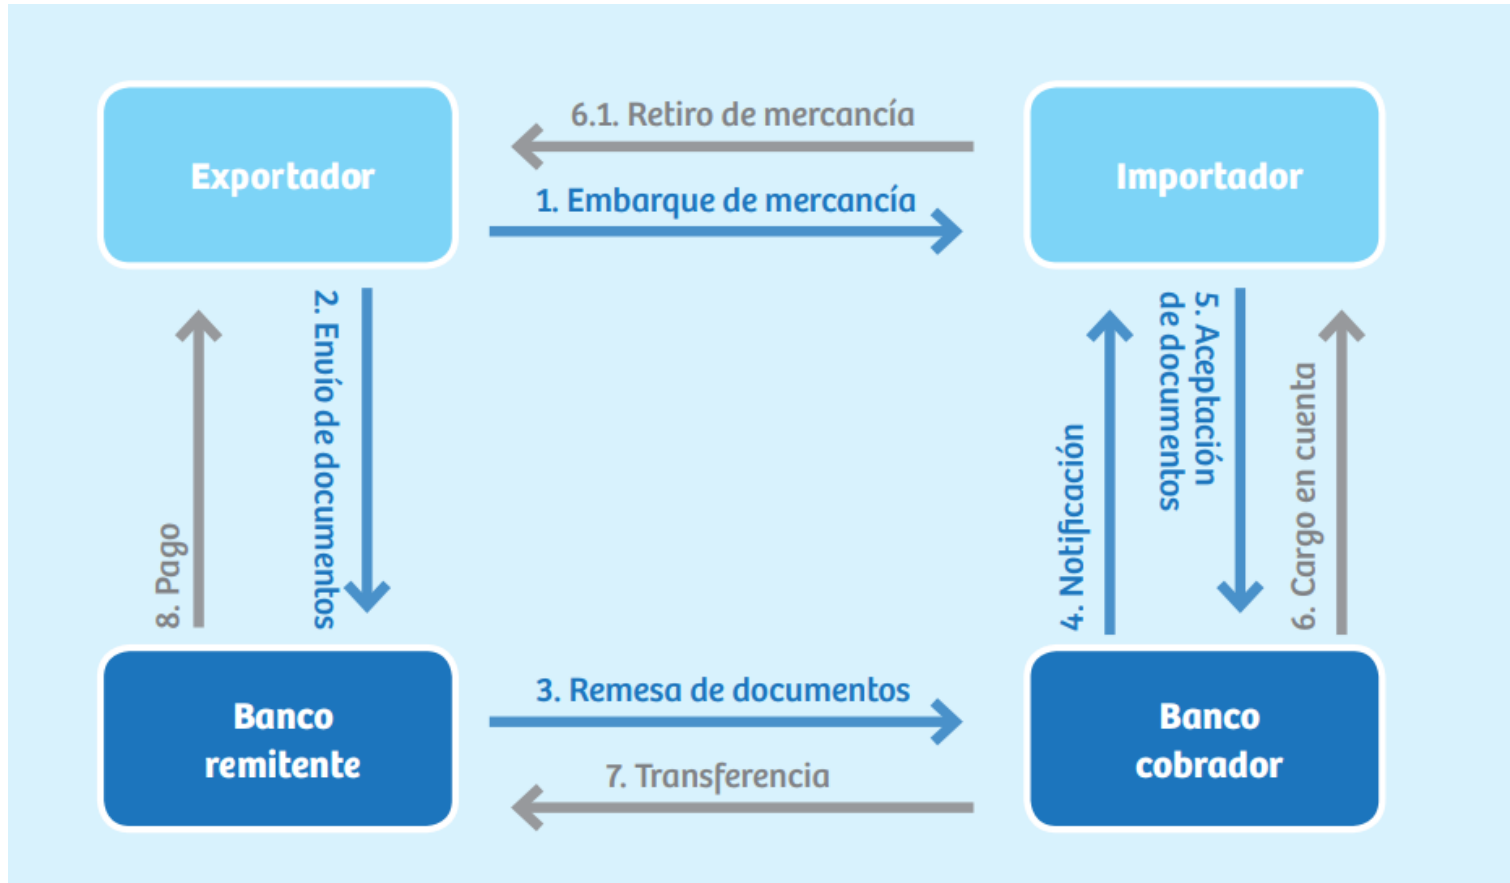 6.1. Retiro de mercancía
Exportador
Importador
1. Embarque de mercancía
2. Envío de documentos
5. Aceptación
de documentos
8. Pago
4. Notificación
6. Cargo en cuenta
3. Remesa de documentos
Banco
remitente
Banco
cobrador
7. Transferencia